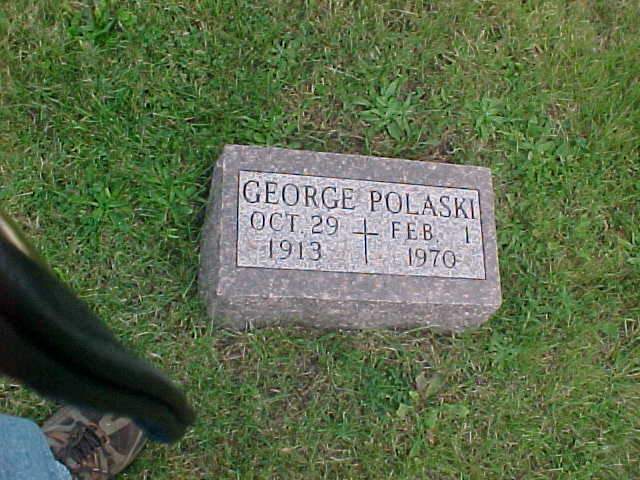 GEORGE POLASKI
OCT. 29 FEB. 1
1913 1970